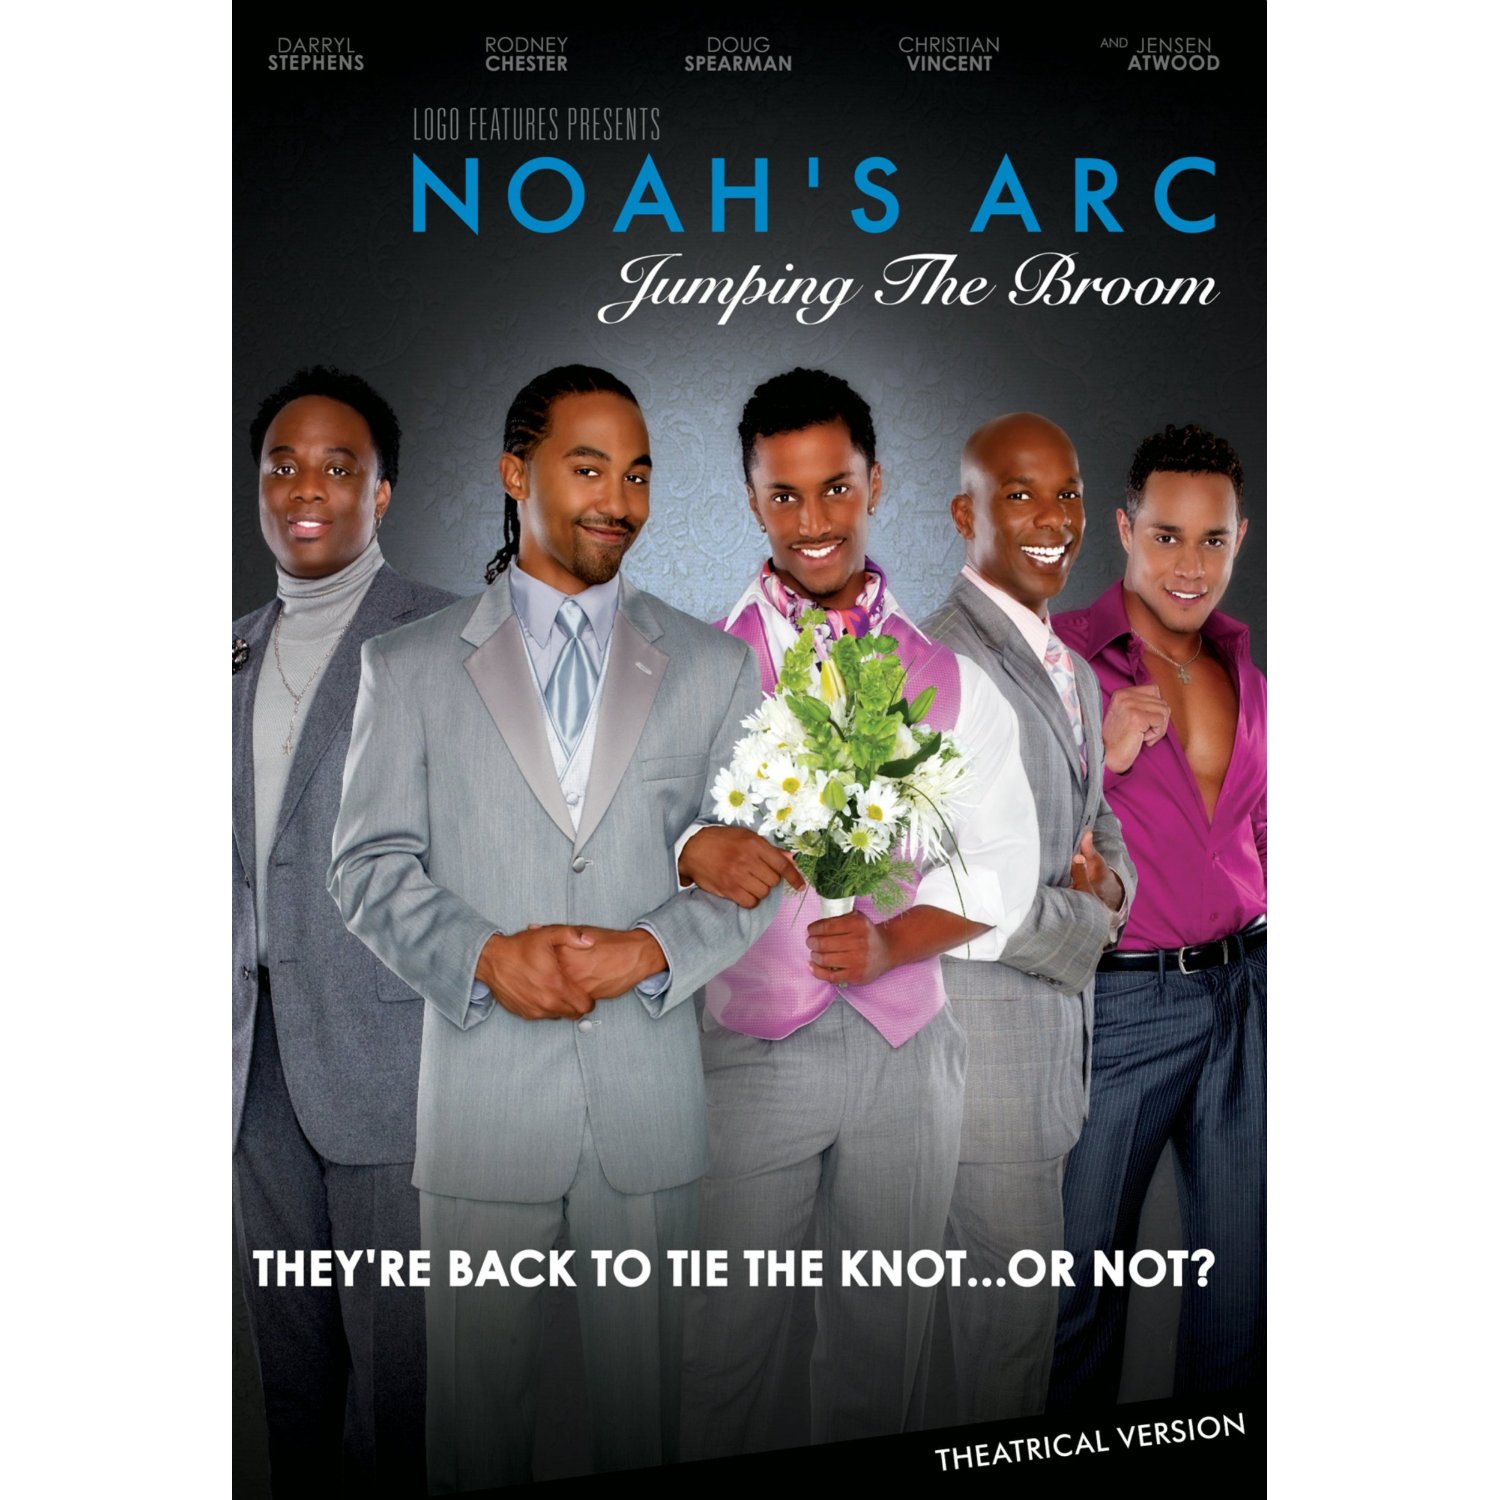 DARRYL STEPHENS
RODNEY CHESTER
DOUG SPEARMAN
CHRISTIAN VINCENT
AND JENSEN ATWOOD
LOGO FEATURES PRESENTS
NOAH'S ARC
Jumping The Broom
THEY'RE BACK TO TIE THE KNOT...OR NOT?
THEATRICAL VERSION